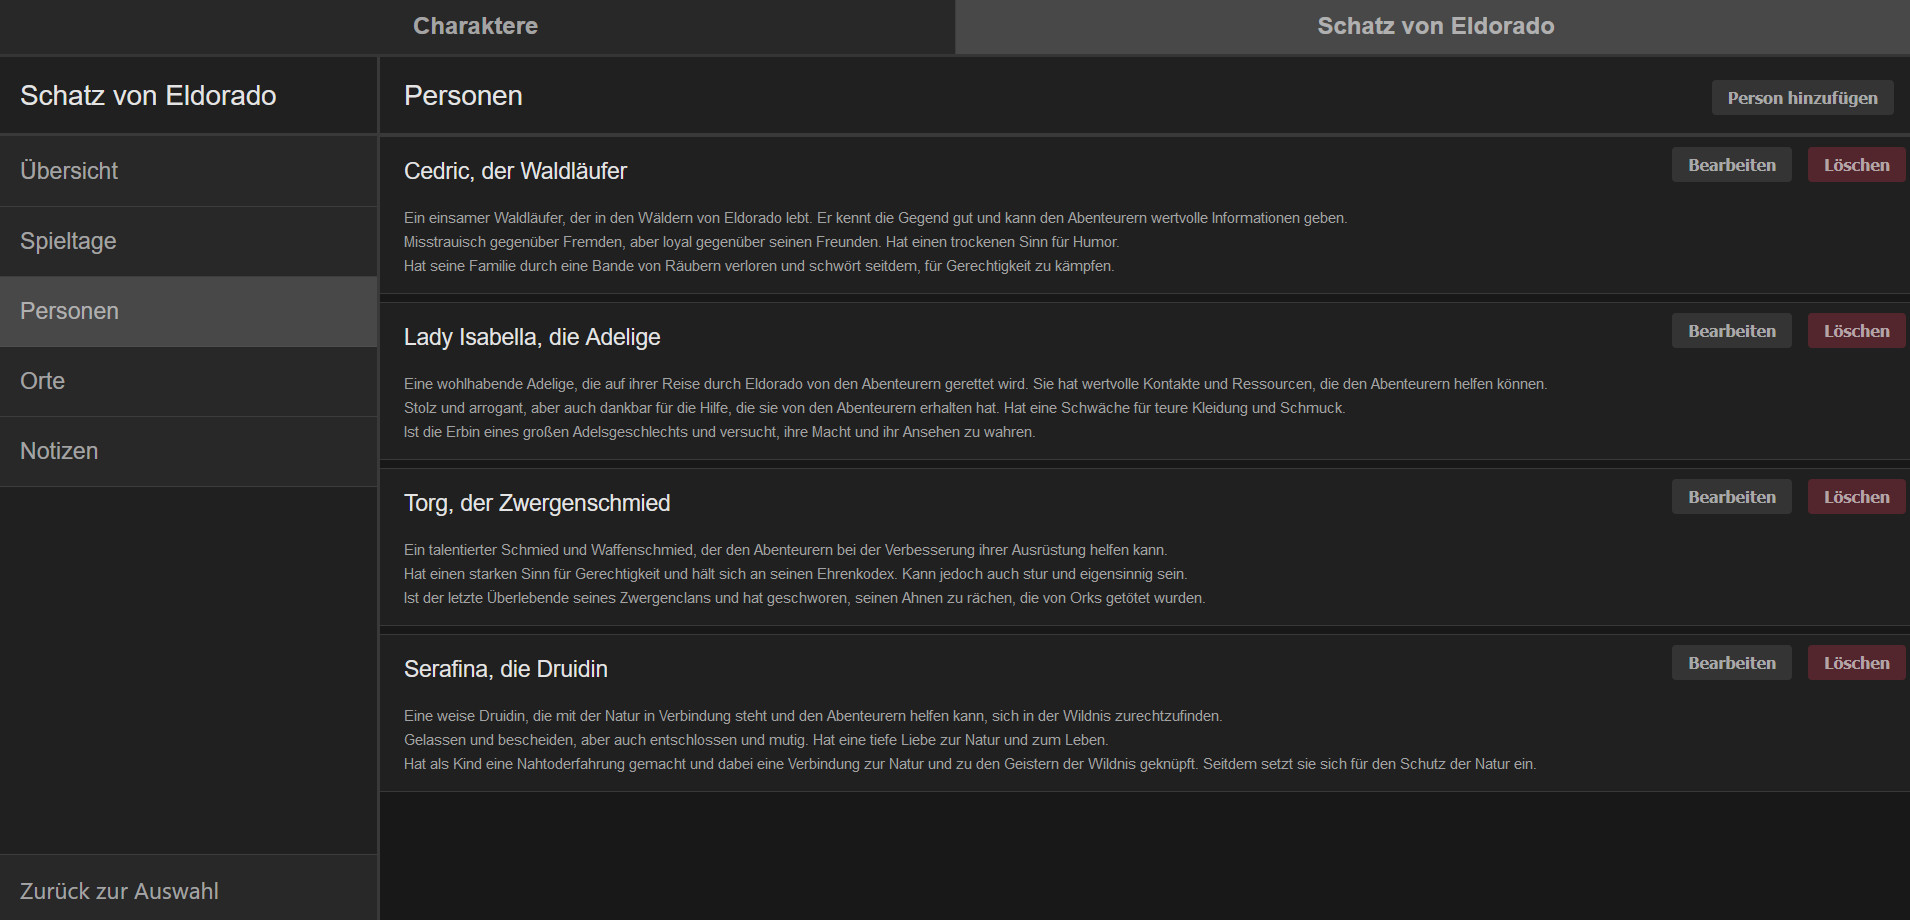 Charaktere
Schatz von Eldorado
Schatz von Eldorado
Übersicht
Spieltage
Personen
Orte
Notizen
Zurück zur Auswahl
Personen
Person hinzufügen
Cedric, der Waldläufer
Bearbeiten
Löschen
Ein einsamer Waldläufer, der in den Wäldern von Eldorado lebt. Er kennt die Gegend gut und kann den Abenteurern wertvolle Informationen geben.
Misstrauisch gegenüber Fremden, aber loyal gegenüber seinen Freunden. Hat einen trockenen Sinn für Humor.
Hat seine Familie durch eine Bande von Räubern verloren und schwört seitdem, für Gerechtigkeit zu kämpfen.
Lady Isabella, die Adelige
Bearbeiten
Löschen
Eine wohlhabende Adelige, die auf ihrer Reise durch Eldorado von den Abenteurern gerettet wird. Sie hat wertvolle Kontakte und Ressourcen, die den Abenteurern helfen können.
Stolz und arrogant, aber auch dankbar für die Hilfe, die sie von den Abenteurern erhalten hat. Hat eine Schwäche für teure Kleidung und Schmuck.
Ist die Erbin eines großen Adelsgeschlechts und versucht, ihre Macht und ihr Ansehen zu wahren.
Torg, der Zwergenschmied
Bearbeiten
Löschen
Ein talentierter Schmied und Waffenschmied, der den Abenteurern bei der Verbesserung ihrer Ausrüstung helfen kann.
Hat einen starken Sinn für Gerechtigkeit und hält sich an seinen Ehrenkodex. Kann jedoch auch stur und eigensinnig sein.
Ist der letzte Überlebende seines Zwergenclans und hat geschworen, seinen Ahnen zu rächen, die von Orks getötet wurden.
Serafina, die Druidin
Bearbeiten
Löschen
Eine weise Druidin, die mit der Natur in Verbindung steht und den Abenteurern helfen kann, sich in der Wildnis zurechtzufinden.
Gelassen und bescheiden, aber auch entschlossen und mutig. Hat eine tiefe Liebe zur Natur und zum Leben.
Hat als Kind eine Nahtoderfahrung gemacht und dabei eine Verbindung zur Natur und zu den Geistern der Wildnis geknüpft. Seitdem setzt sie sich für den Schutz der Natur ein.